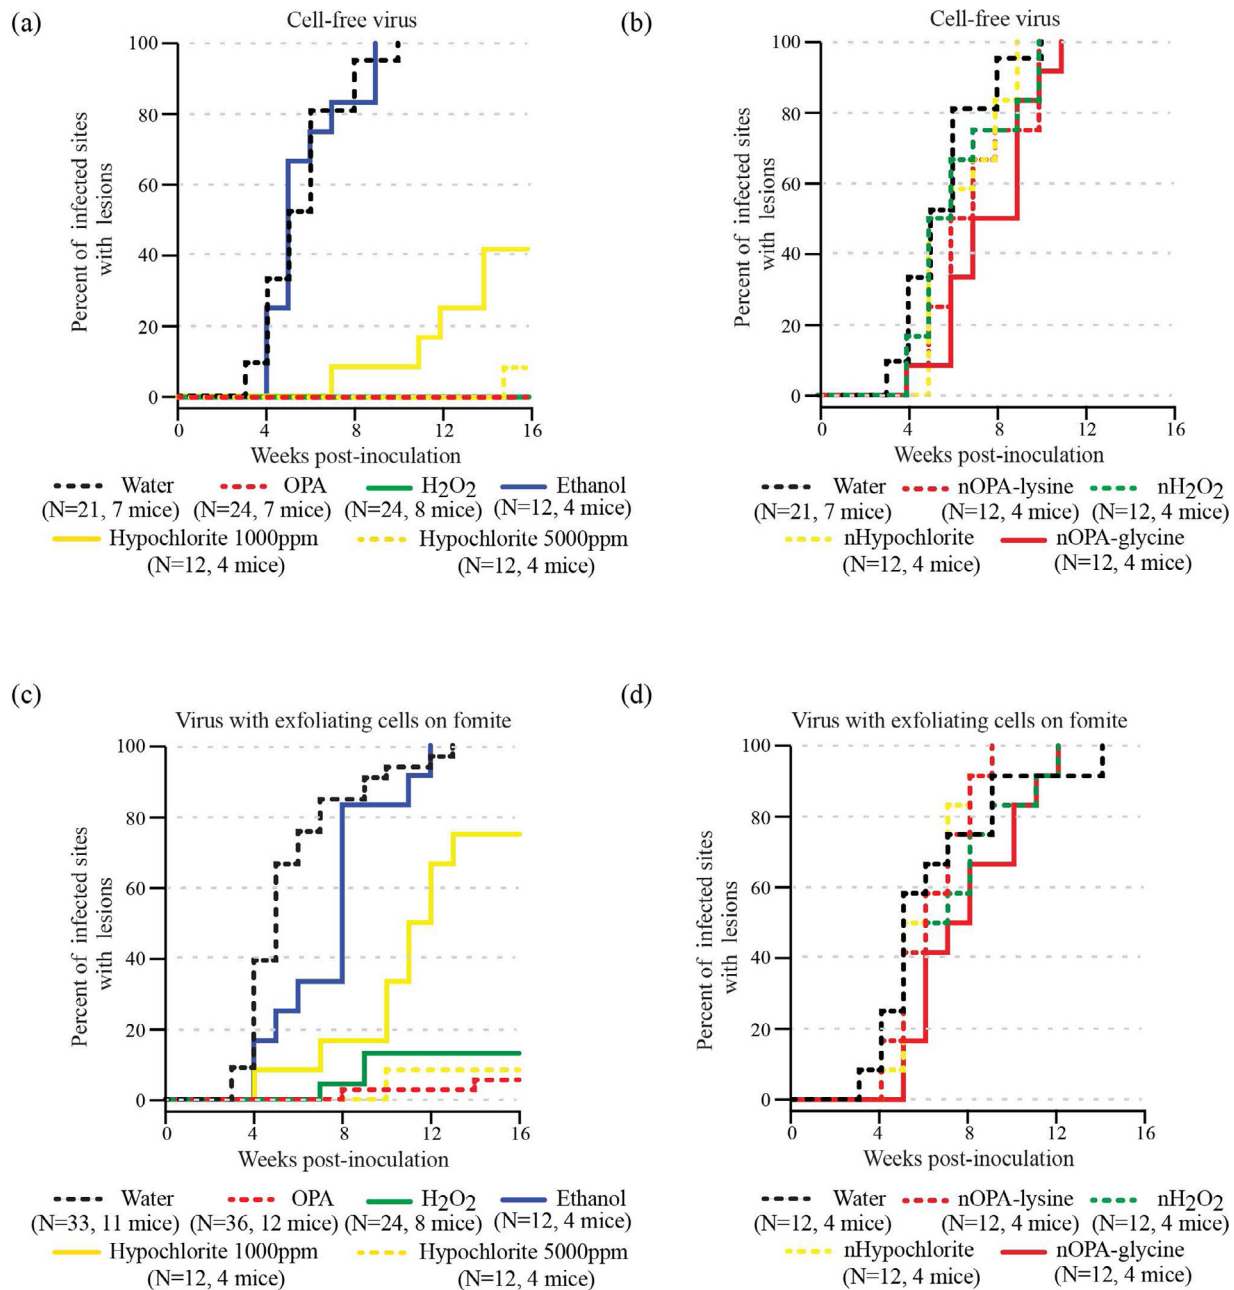 (a)
Cell-free virus
Percent of infected sites
with lesions
100
80
60
40
20
0
0 4 8 12 16
Weeks post-inoculation
Water OPA H2O2 Ethanol
(N=21, 7 mice) (N=24, 7 mice) (N=24, 8 mice) (N=12, 4 mice)
Hypochlorite 1000ppm Hypochlorite 5000ppm
(N=12, 4 mice) (N=12, 4 mice)
(b)
Cell-free virus
Percent of infected sites
with lesions
100
80
60
40
20
0
0 4 8 12 16
Weeks post-inoculation
Water nOPA-lysine nH2O2
(N=21, 7 mice) (N=12, 4 mice) (N=12, 4 mice)
nHypochlorite nOPA-glycine
(N=12, 4 mice) (N=12, 4 mice)
(c)
Virus with exfoliating cells on fomite
Percent of infected sites
with lesions
100
80
60
40
20
0
0 4 8 12 16
Weeks post-inoculation
Water OPA H2O2 Ethanol
(N=33, 11 mice) (N=36, 12 mice) (N=24, 8 mice) (N=12, 4 mice)
Hypochlorite 1000ppm Hypochlorite 5000ppm
(N=12, 4 mice) (N=12, 4 mice)
(d)
Virus with exfoliating cells on fomite
Percent of infected sites
with lesions
100
80
60
40
20
0
0 4 8 12 16
Weeks post-inoculation
Water nOPA-lysine nH2O2
(N=12, 4 mice) (N=12, 4 mice) (N=12, 4 mice)
nHypochlorite nOPA-glycine
(N=12, 4 mice) (N=12, 4 mice)